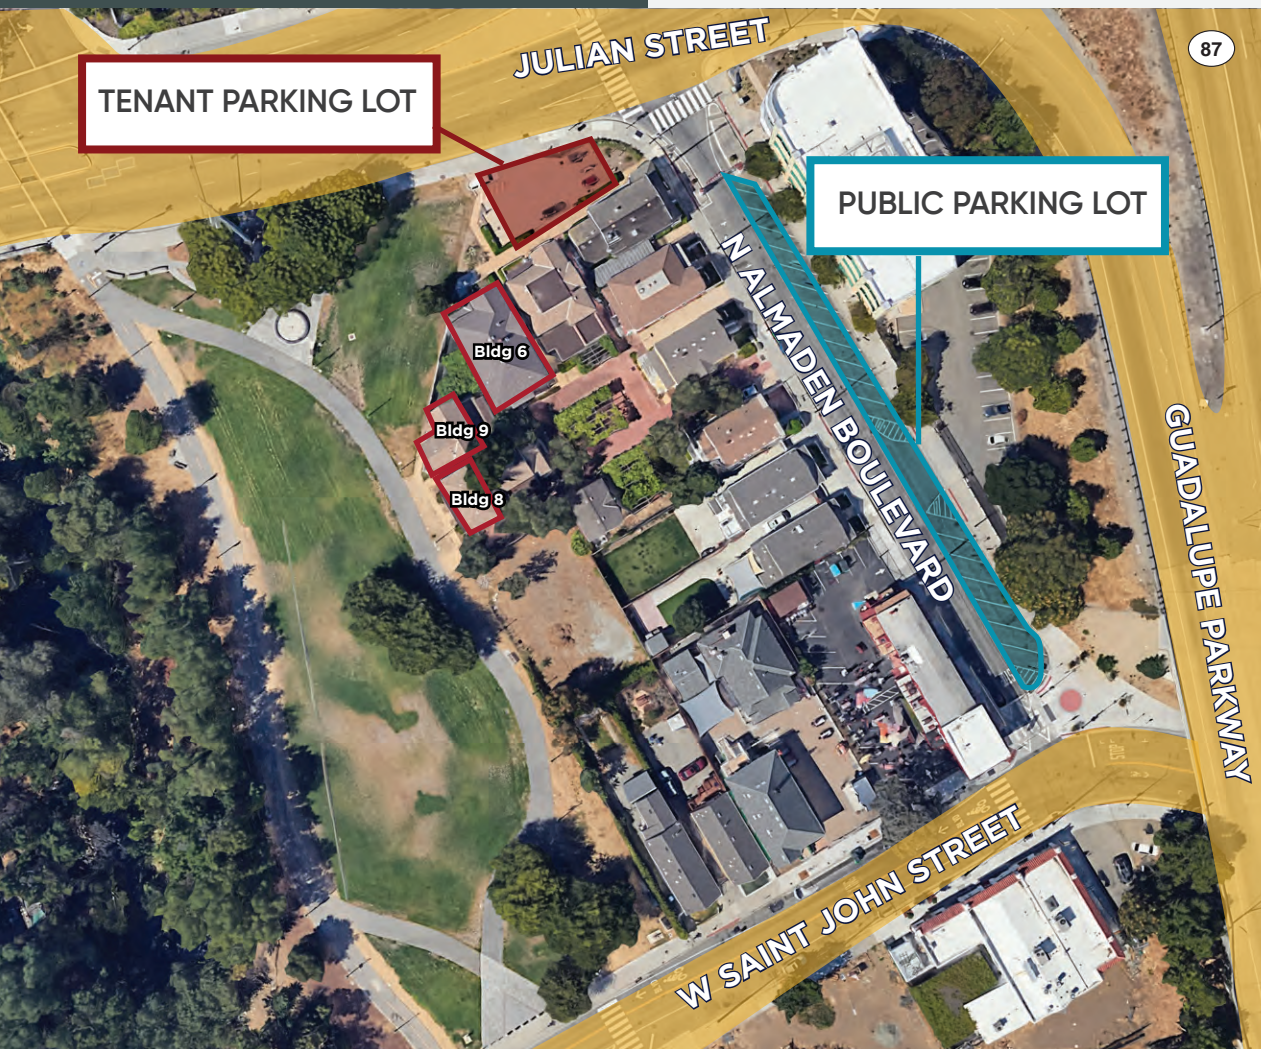 JULIAN STREET
87
TENANT PARKING LOT
PUBLIC PARKING LOT
N ALMADEN BOULEVARD
Bldg 6
Bldg 9
Bldg 8
GUADALUPE PARKWAY
W SAINT JOHN STREET